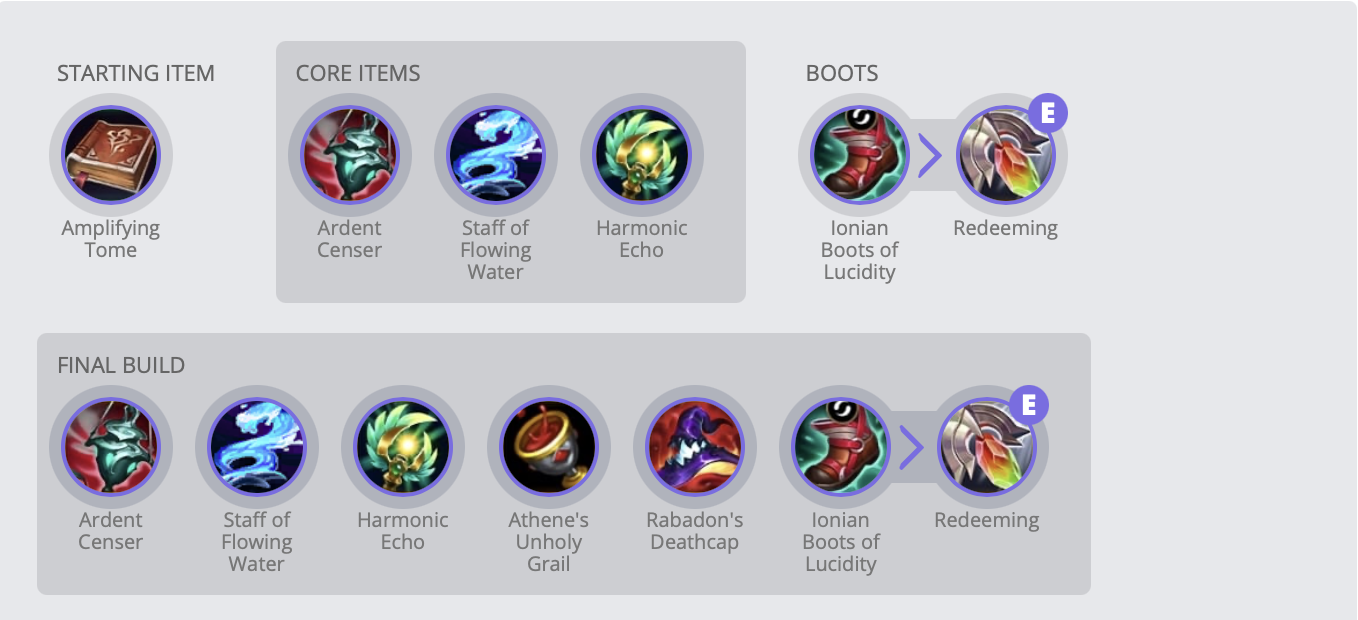 STARTING ITEM
Amplifying
Tome
CORE ITEMS
Ardent
Censer
Staff of
Flowing
Water
Harmonic
Echo
BOOTS
Ionian
Boots of
Lucidity
E
Redeeming
FINAL BUILD
Ardent
Censer
Staff of
Flowing
Water
Harmonic
Echo
Athene's
Unholy
Grail
Rabadon's
Deathcap
Ionian
Boots of
Lucidity
E
Redeeming